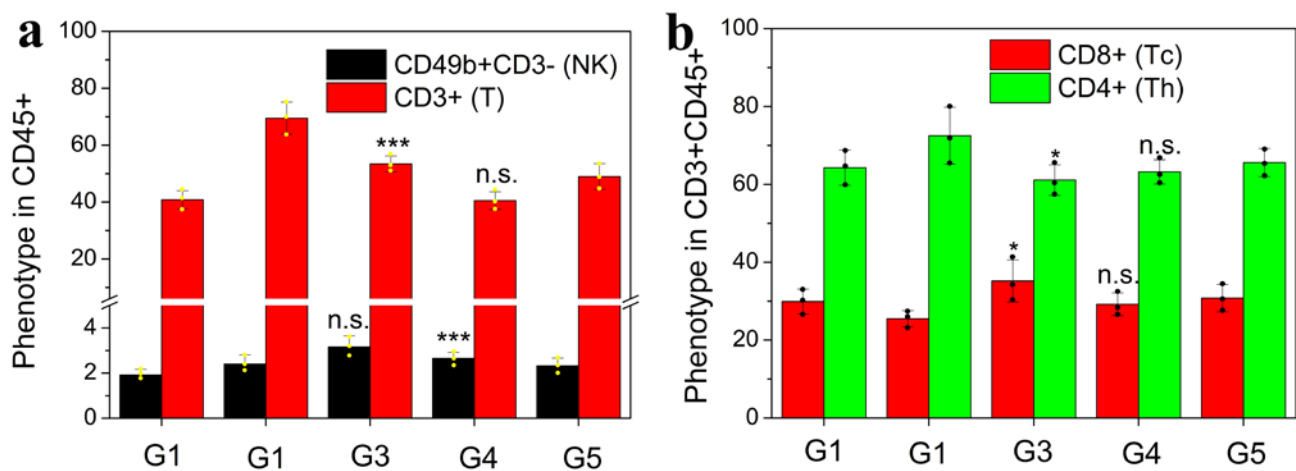 a
Phenotype in CD45+
100
80
60
40
20
4
2
0
CD49b+CD3- (NK)
CD3+ (T)
***
n.s.
n.s.
***
G1 G1 G3 G4 G5
b
Phenotype in CD3+CD45+
100
80
60
40
20
0
CD8+ (Tc)
CD4+ (Th)
*
n.s.
*
n.s.
G1 G1 G3 G4 G5